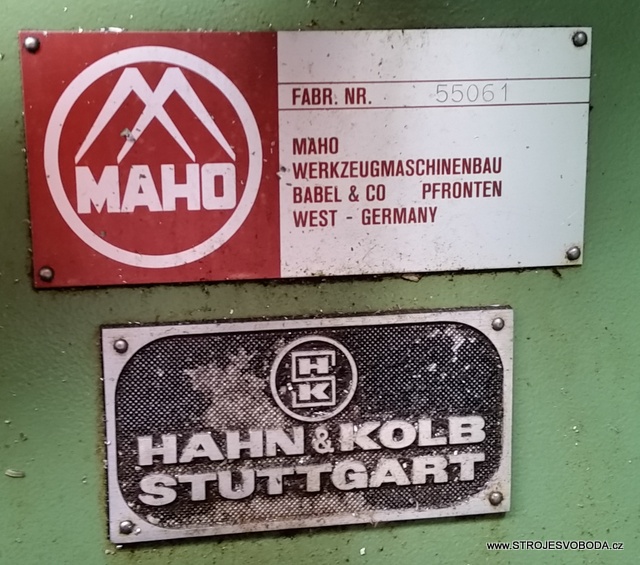 MAHO
FABR. NR. 55061
MAHO
WERKZEUGMASCHINENBAU
BABEL & CO PFRONTEN
WEST - GERMANY
HK
HAHN & KOLB
STUTTGART
www.STROJESVOBODA.cz